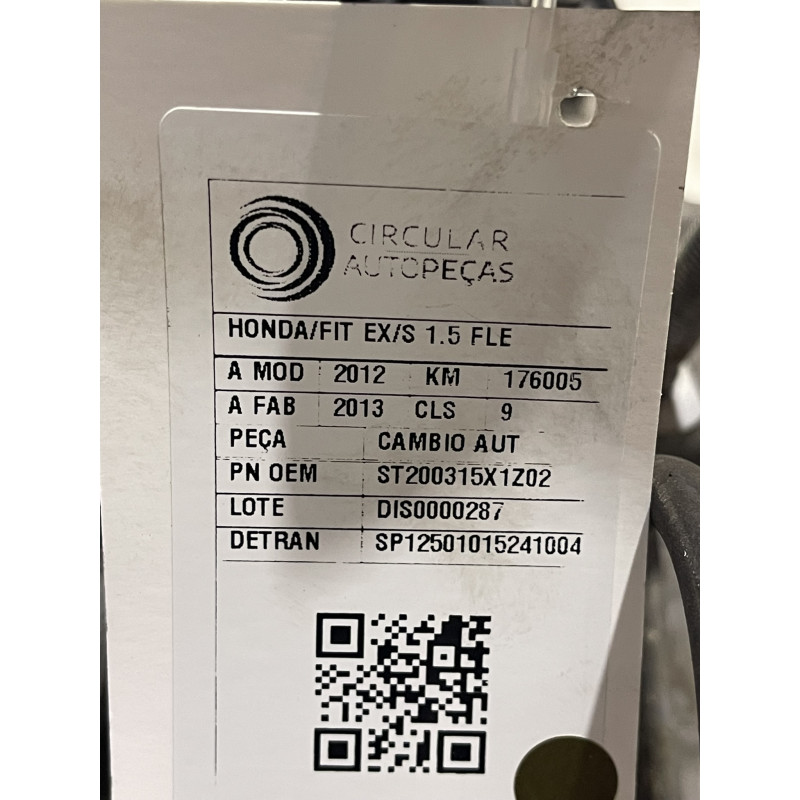 CIRCULAR
AUTOPEÇAS
HONDA/FIT EX/S 1.5 FLE
A MOD 2012 KM 176005
A FAB 2013 CLS 9
PEÇA CAMBIO AUT
PN OEM ST200315X1Z02
LOTE DIS0000287
DETRAN SP12501015241004